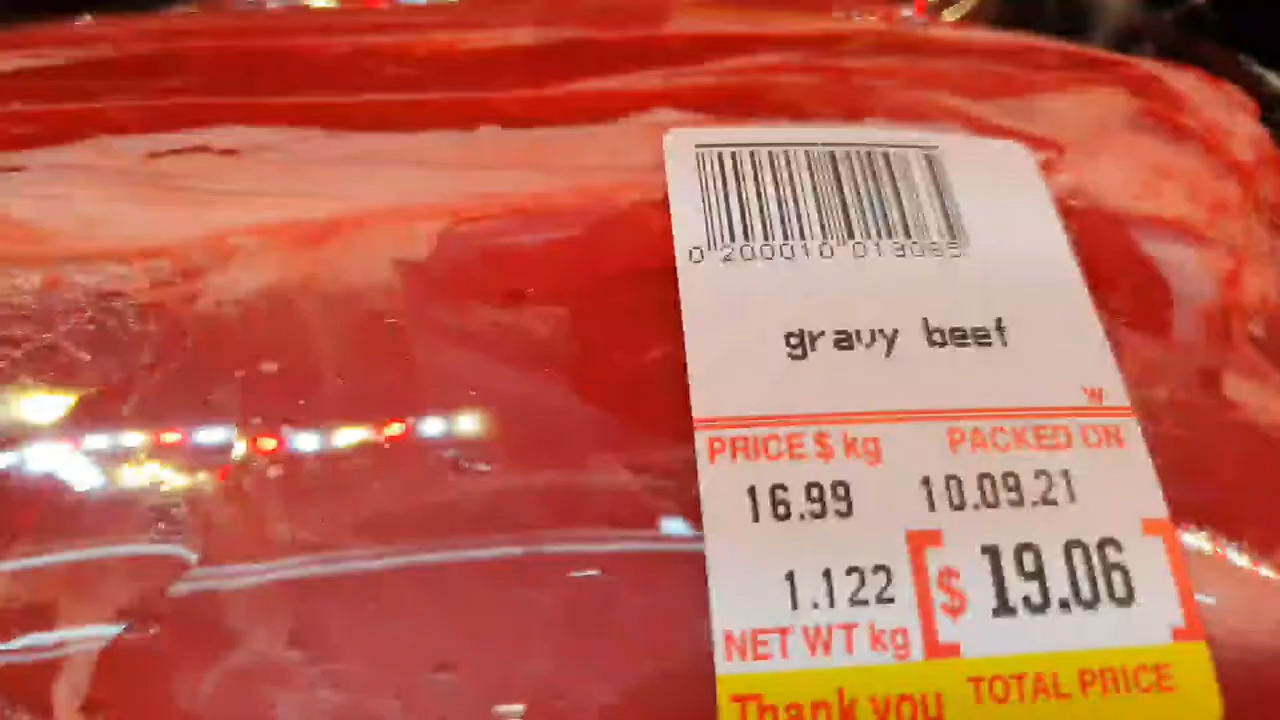 0 200010 019065
gravy beef
W
PRICE $ kg PACKED ON
16.99 10.09.21
1.122 $ 19.06
NET WT kg
Thank you TOTAL PRICE